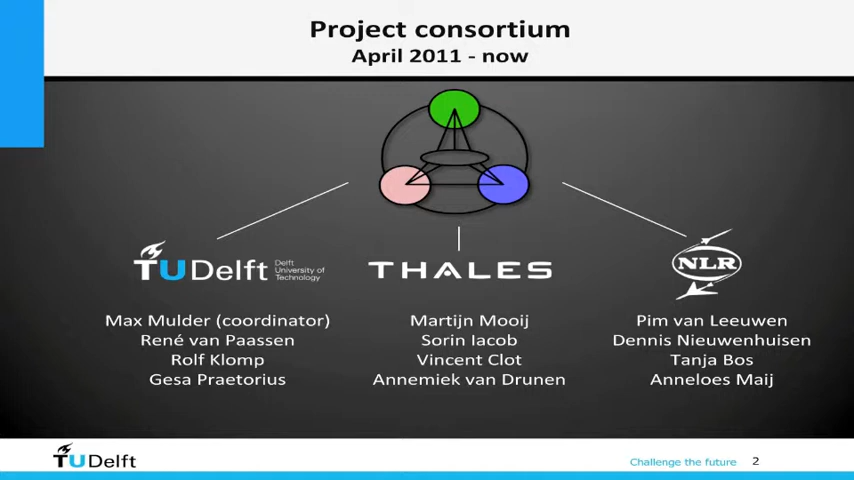 Project consortium
April 2011 - now
TUDelft
Delft
University of
Technology
THALES
NLR
Max Mulder (coordinator)
René van Paassen
Rolf Klomp
Gesa Praetorius
Martijn Mooij
Sorin Iacob
Vincent Clot
Annemiek van Drunen
Pim van Leeuwen
Dennis Nieuwenhuisen
Tanja Bos
Anneloes Maij
TUDelft
Challenge the future 2